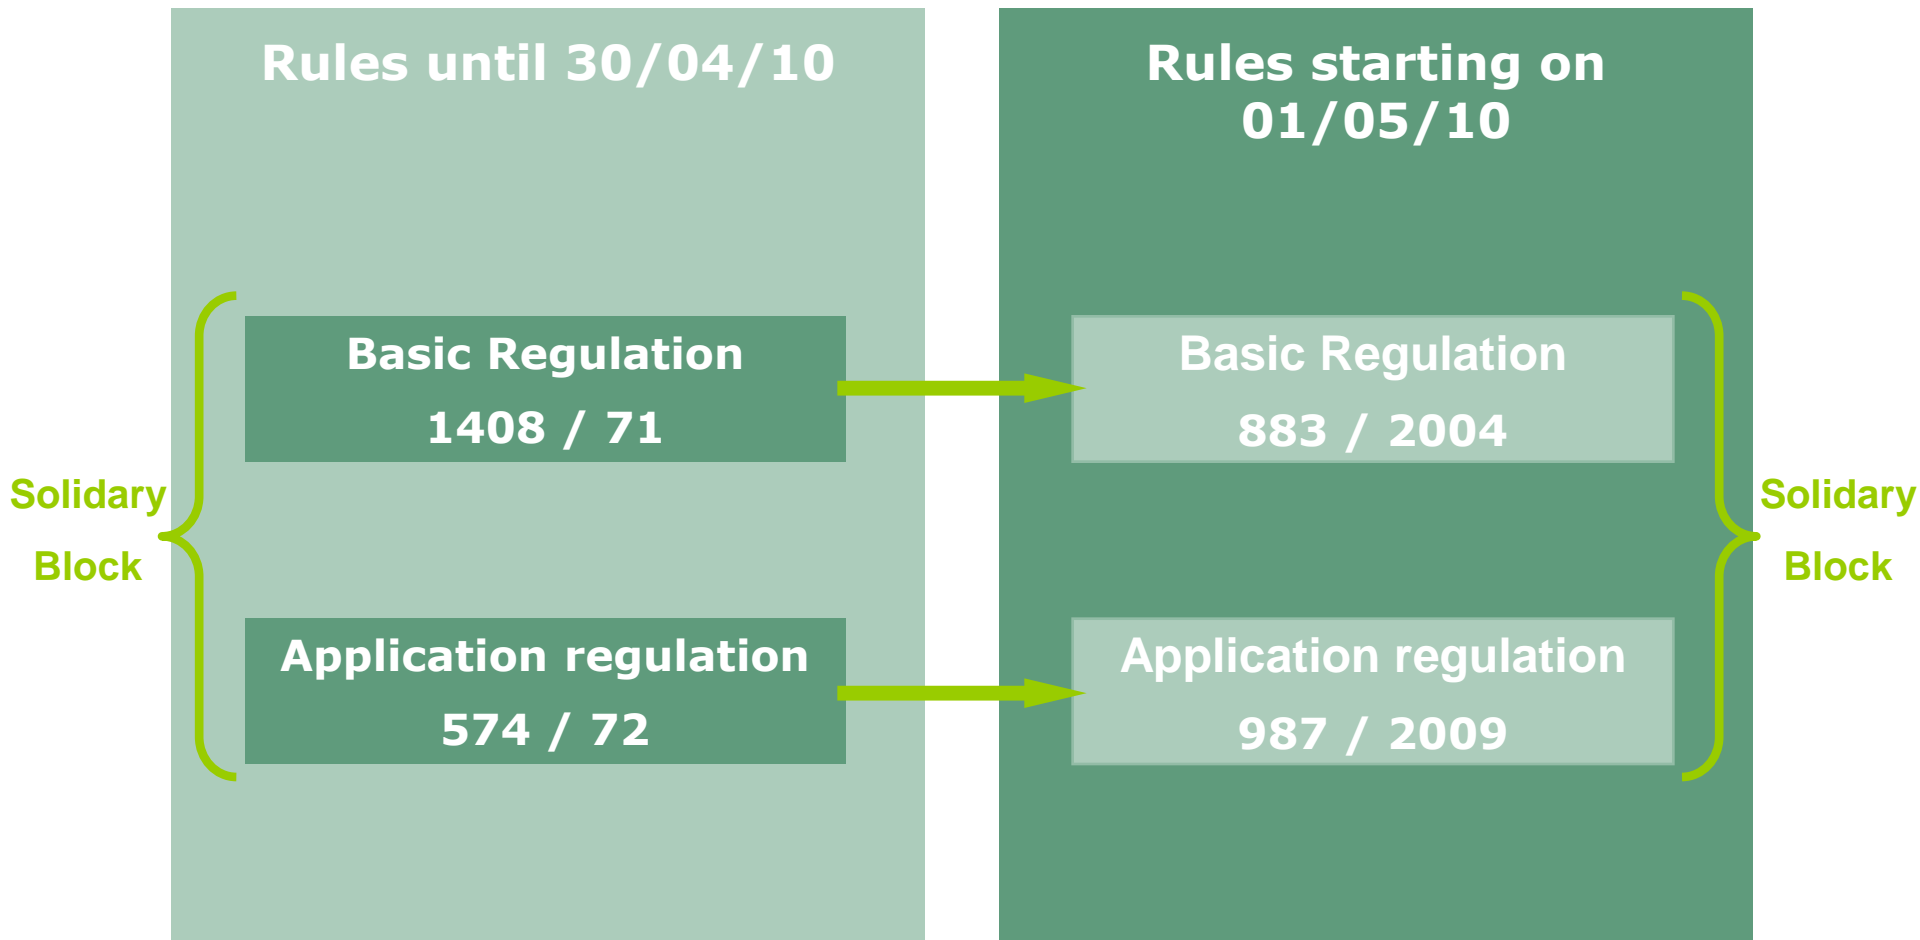 Rules until 30/04/10
Rules starting on
01/05/10
Solidary
Block
Basic Regulation
1408 / 71
Application regulation
574 / 72
Basic Regulation
883 / 2004
Application regulation
987 / 2009
Solidary
Block